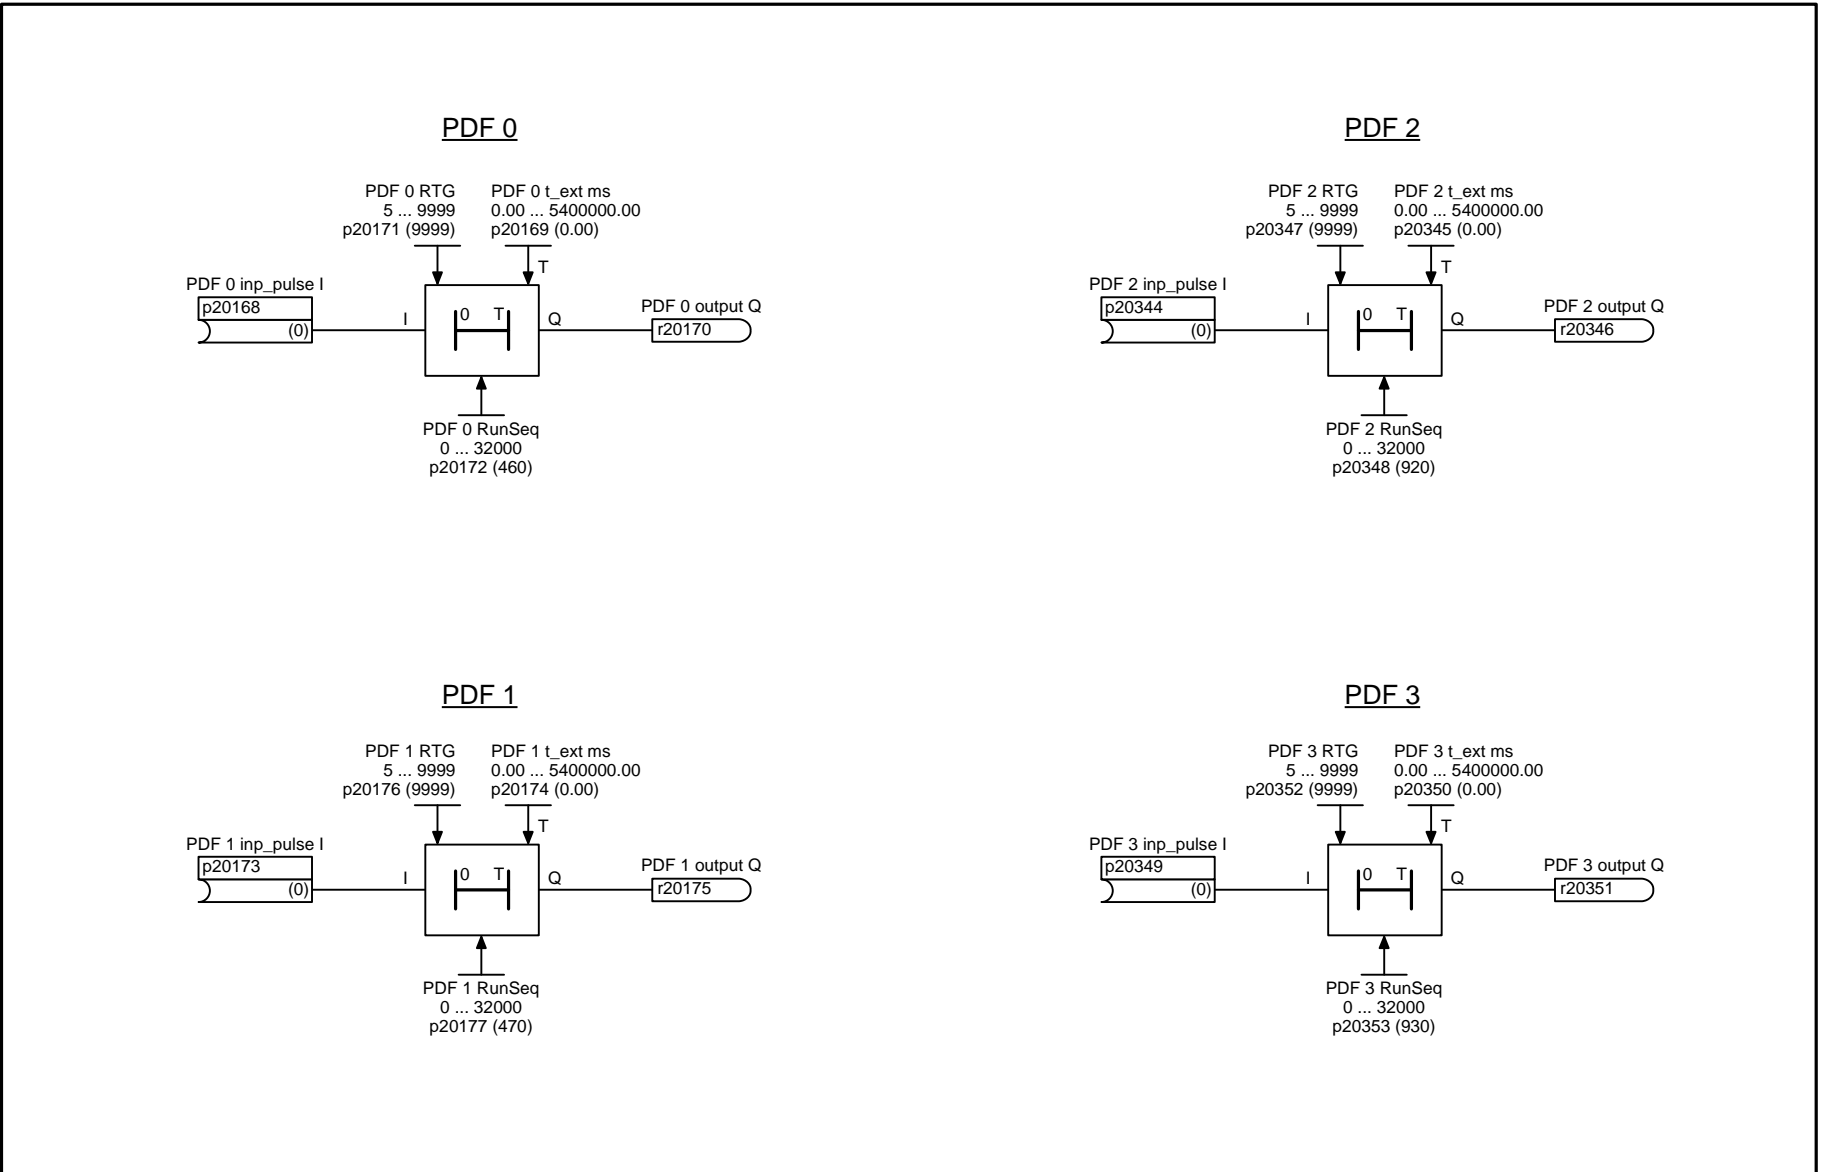 PDF 0
PDF 0 RTG
5 ... 9999
p20171 (9999)
PDF 0 t_ext ms
0.00 ... 5400000.00
p20169 (0.00)
T
PDF 0 inp_pulse I
p20168
(0)
I
0 T
Q
PDF 0 output Q
r20170
PDF 0 RunSeq
0 ... 32000
p20172 (460)
PDF 2
PDF 2 RTG
5 ... 9999
p20347 (9999)
PDF 2 t_ext ms
0.00 ... 5400000.00
p20345 (0.00)
T
PDF 2 inp_pulse I
p20344
(0)
I
0 T
Q
PDF 2 output Q
r20346
PDF 2 RunSeq
0 ... 32000
p20348 (920)
PDF 1
PDF 1 RTG
5 ... 9999
p20176 (9999)
PDF 1 t_ext ms
0.00 ... 5400000.00
p20174 (0.00)
T
PDF 1 inp_pulse I
p20173
(0)
I
0 T
Q
PDF 1 output Q
r20175
PDF 1 RunSeq
0 ... 32000
p20177 (470)
PDF 3
PDF 3 RTG
5 ... 9999
p20352 (9999)
PDF 3 t_ext ms
0.00 ... 5400000.00
p20350 (0.00)
T
PDF 3 inp_pulse I
p20349
(0)
I
0 T
Q
PDF 3 output Q
r20351
PDF 3 RunSeq
0 ... 32000
p20353 (930)